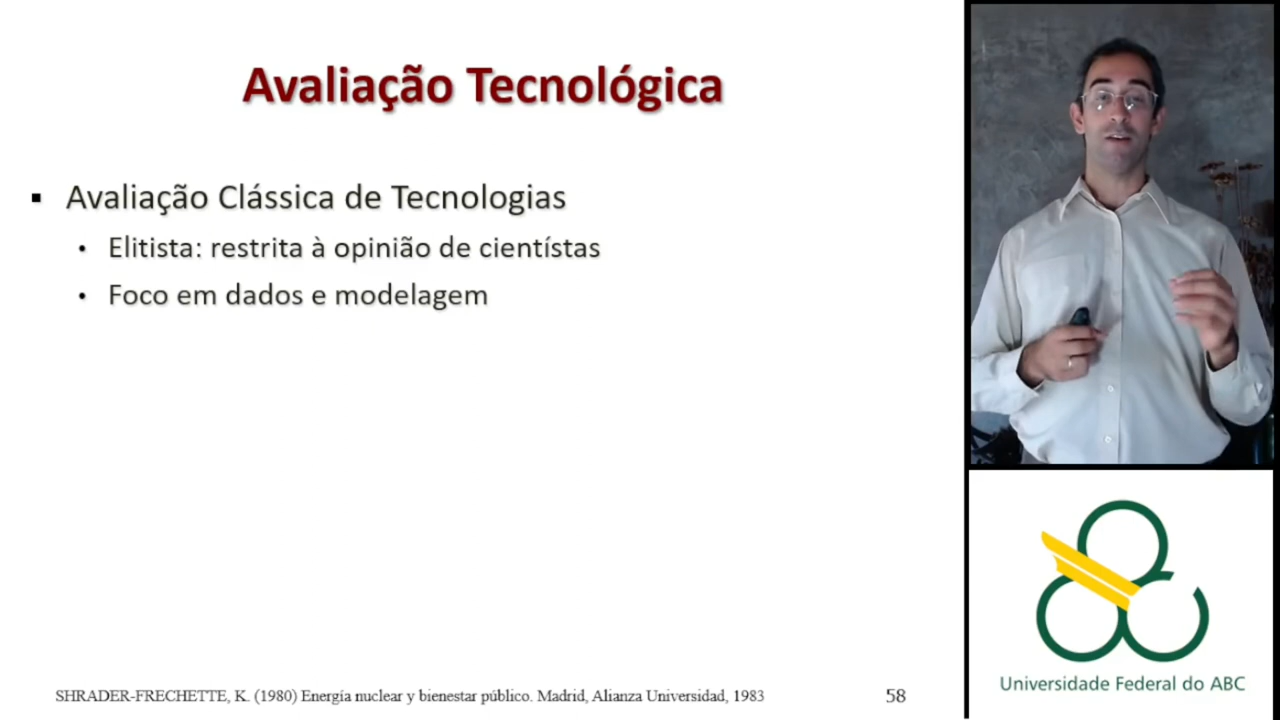 Avaliação Tecnológica
▪ Avaliação Clássica de Tecnologias
• Elitista: restrita à opinião de cientístas
• Foco em dados e modelagem
SHRADER-FRECHETTE, K. (1980) Energía nuclear y bienestar público. Madrid, Alianza Universidad, 1983
58
Universidade Federal do ABC